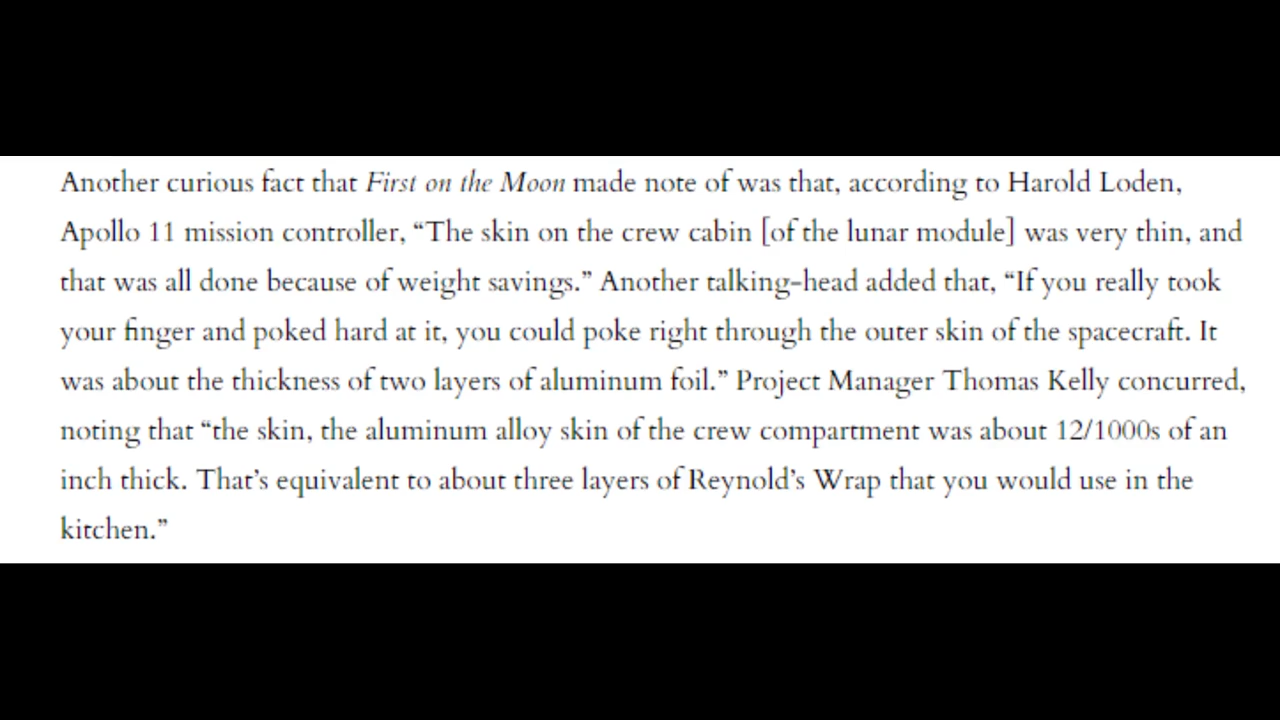 Another curious fact that First on the Moon made note of was that, according to Harold Loden,
Apollo 11 mission controller, “The skin on the crew cabin [of the lunar module] was very thin, and
that was all done because of weight savings.” Another talking-head added that, “If you really took
your finger and poked hard at it, you could poke right through the outer skin of the spacecraft. It
was about the thickness of two layers of aluminum foil.” Project Manager Thomas Kelly concurred,
noting that “the skin, the aluminum alloy skin of the crew compartment was about 12/1000s of an
inch thick. That’s equivalent to about three layers of Reynold’s Wrap that you would use in the
kitchen.”